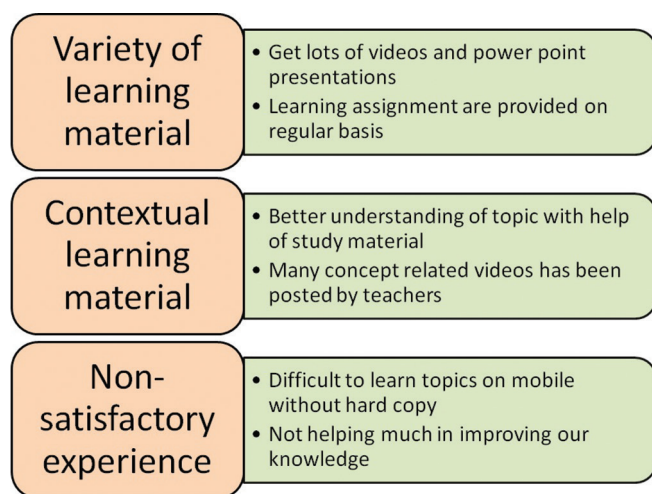 Variety of
learning
material
• Get lots of videos and power point
presentations
• Learning assignment are provided on
regular basis
Contextual
learning
material
• Better understanding of topic with help
of study material
• Many concept related videos has been
posted by teachers
Non-
satisfactory
experience
• Difficult to learn topics on mobile
without hard copy
• Not helping much in improving our
knowledge